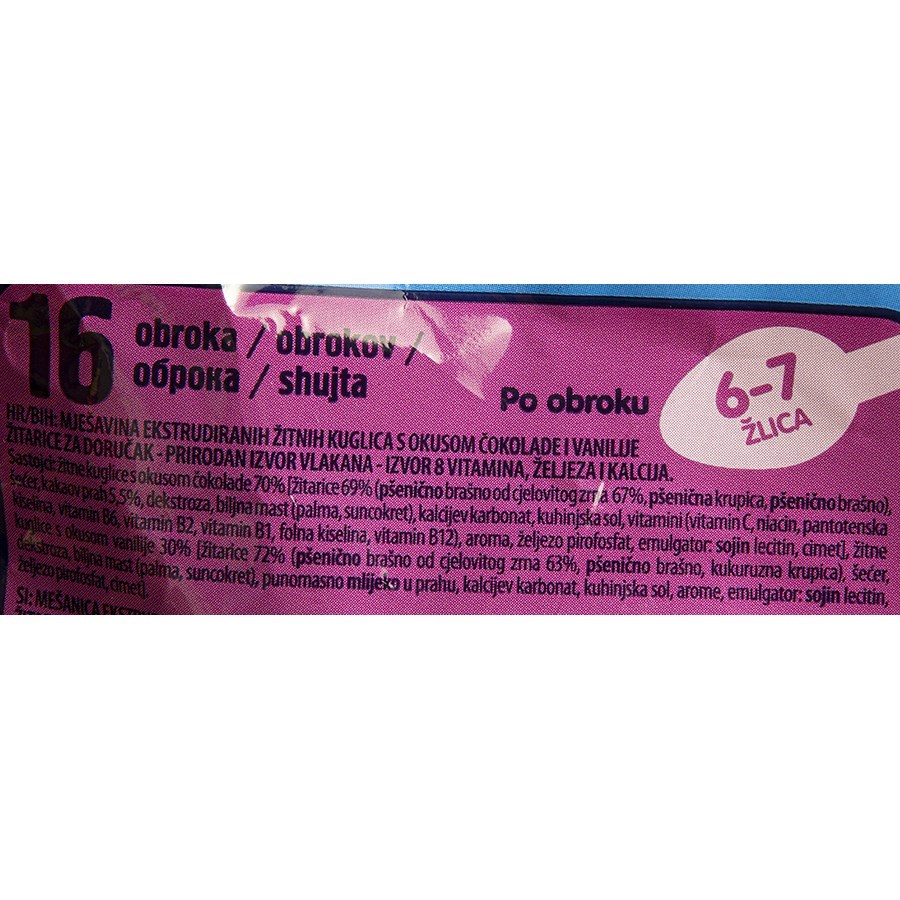 16 obroka / obrokov /
оброка / shujta
Po obroku
6-7
ŽLICA
HR/BIH: MJEŠAVINA EKSTRUDIRANIH ŽITNIH KUGLICA S OKUSOM ČOKOLADE I VANILIJE
ŽITARICE ZA DORUČAK - PRIRODAN IZVOR VLAKANA - IZVOR 8 VITAMINA, ŽELJEZA I KALCIJA.
Sastojci: žitne kuglice s okusom čokolade 70% [žitarice 69% (pšenično brašno od cjelovitog zrna 67%, pšenična krupica, pšenično brašno),
šećer, kakaov prah 5,5%, dekstroza, biljna mast (palma, suncokret), kalcijev karbonat, kuhinjska sol, vitamini (vitamin C, niacin, pantotenska
kiselina, vitamin B6, vitamin B2, vitamin B1, folna kiselina, vitamin B12), aroma, željezo pirofosfat, emulgator: sojin lecitin, cimet], žitne
kuglice s okusom vanilije 30% [žitarice 72% (pšenično brašno od cjelovitog zrna 63%, pšenično brašno, kukuruzna krupica), šećer,
dekstroza, biljna mast (palma, suncokret), punomasno mlijeko u prahu, kalcijev karbonat, kuhinjska sol, arome, emulgator: sojin lecitin,
željezo pirofosfat, cimet].
SI: MEŠANICA